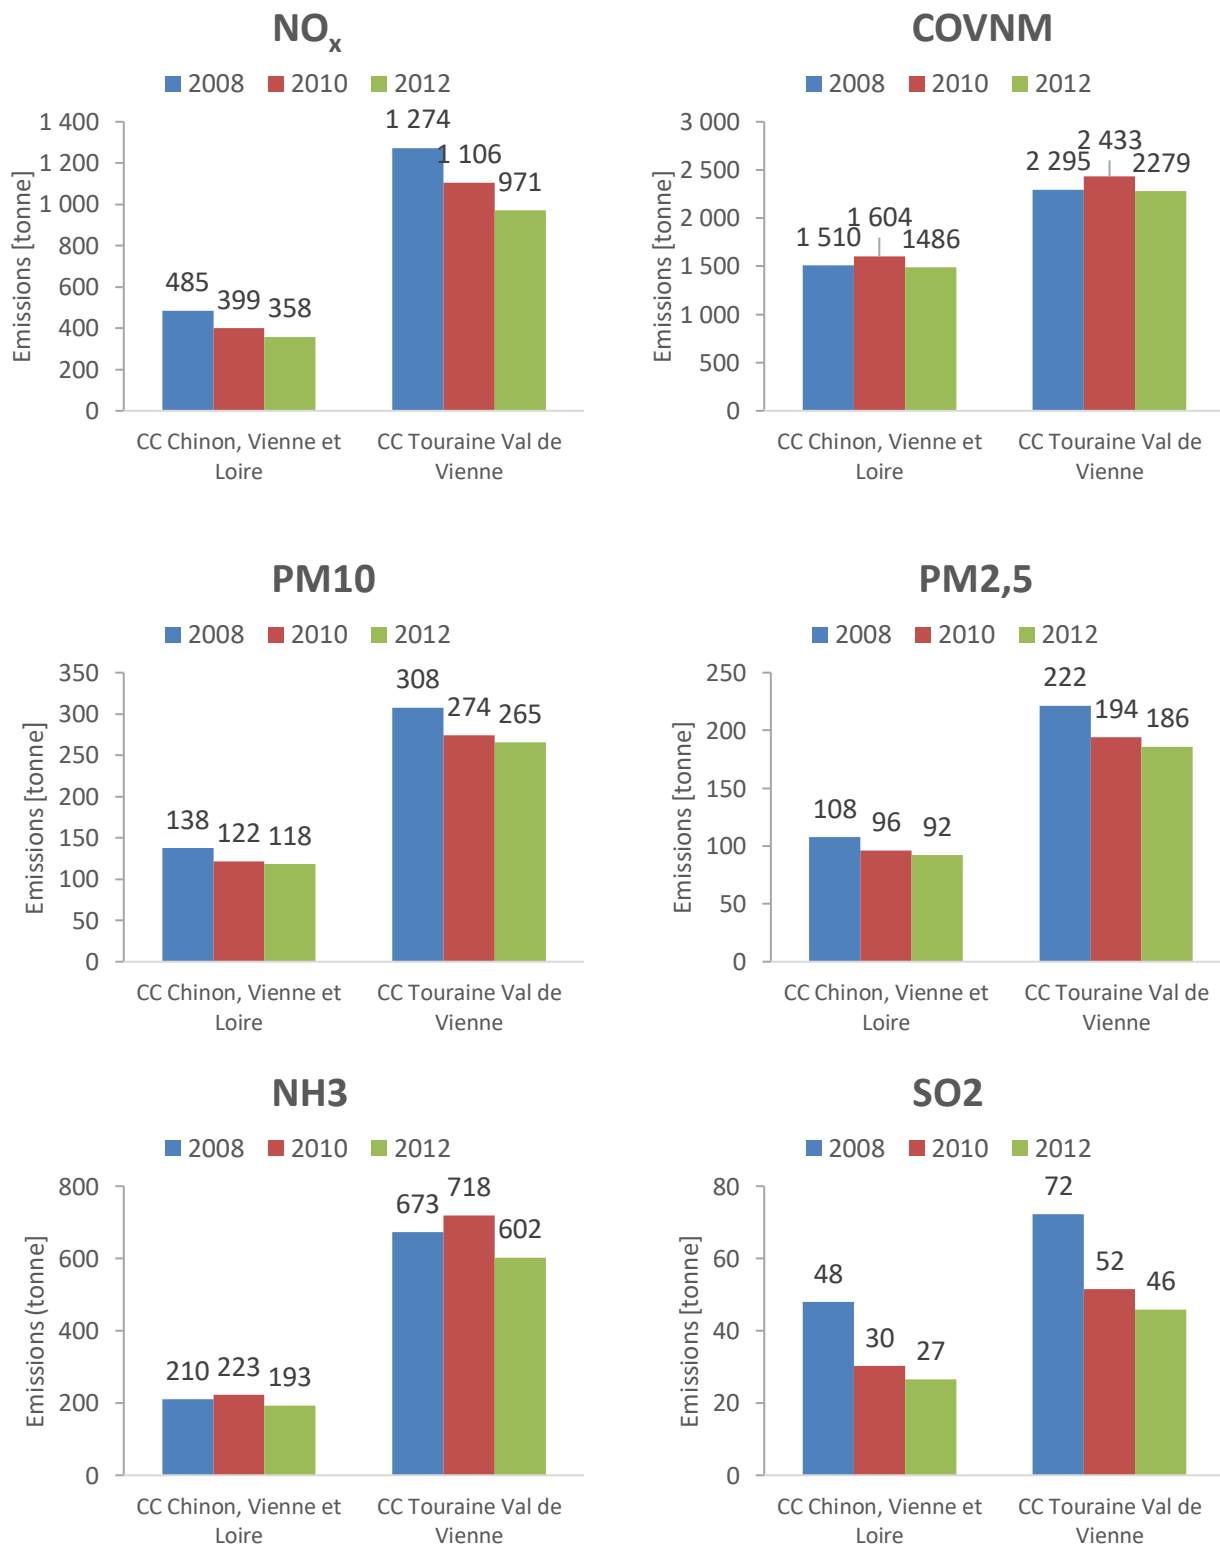 NOx
2008 2010 2012
Emissions [tonne]
1 400
1 200
1 000
800
600
400
200
0
1 274
1 106
971
485
399
358
CC Chinon, Vienne et
Loire
CC Touraine Val de
Vienne
COVNM
2008 2010 2012
Emissions [tonne]
3 000
2 500
2 000
1 500
1 000
500
0
2 433
2 295
2279
1 604
1 510
1486
CC Chinon, Vienne et
Loire
CC Touraine Val de
Vienne
PM10
2008 2010 2012
Emissions [tonne]
350
300
250
200
150
100
50
0
308
274
265
138
122
118
CC Chinon, Vienne et
Loire
CC Touraine Val de
Vienne
PM2,5
2008 2010 2012
Emissions [tonne]
250
200
150
100
50
0
222
194
186
108
96
92
CC Chinon, Vienne et
Loire
CC Touraine Val de
Vienne
NH3
2008 2010 2012
Emissions (tonne]
800
600
400
200
0
673
718
602
210
223
193
CC Chinon, Vienne et
Loire
CC Touraine Val de
Vienne
SO2
2008 2010 2012
Emissions [tonne]
80
60
40
20
0
72
52
46
48
30
27
CC Chinon, Vienne et
Loire
CC Touraine Val de
Vienne